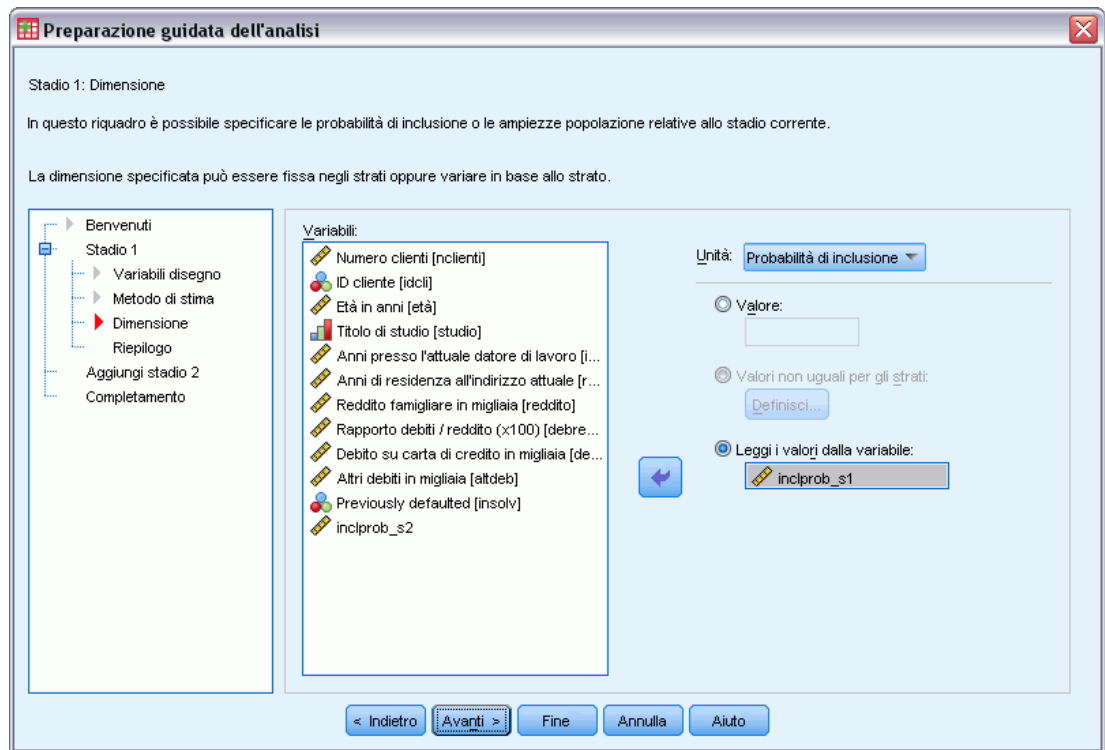 Preparazione guidata dell'analisi
Stadio 1: Dimensione
In questo riquadro è possibile specificare le probabilità di inclusione o le ampiezze popolazione relative allo stadio corrente.
La dimensione specificata può essere fissa negli strati oppure variare in base allo strato.
Benvenuti
Stadio 1
Variabili disegno
Metodo di stima
Dimensione
Riepilogo
Aggiungi stadio 2
Completamento
Variabili:
Numero clienti [nclienti]
ID cliente [idcli]
Età in anni [età]
Titolo di studio [studio]
Anni presso l'attuale datore di lavoro [i...
Anni di residenza all'indirizzo attuale [r...
Reddito famigliare in migliaia [reddito]
Rapporto debiti / reddito (x100) [debre...
Debito su carta di credito in migliaia [de...
Altri debiti in migliaia [altdeb]
Previously defaulted [insolv]
inclprob_s2
Unità: Probabilità di inclusione
Valore:
Valori non uguali per gli strati:
Definisci...
Leggi i valori dalla variabile:
inclprob_s1
< Indietro Avanti > Fine Annulla Aiuto